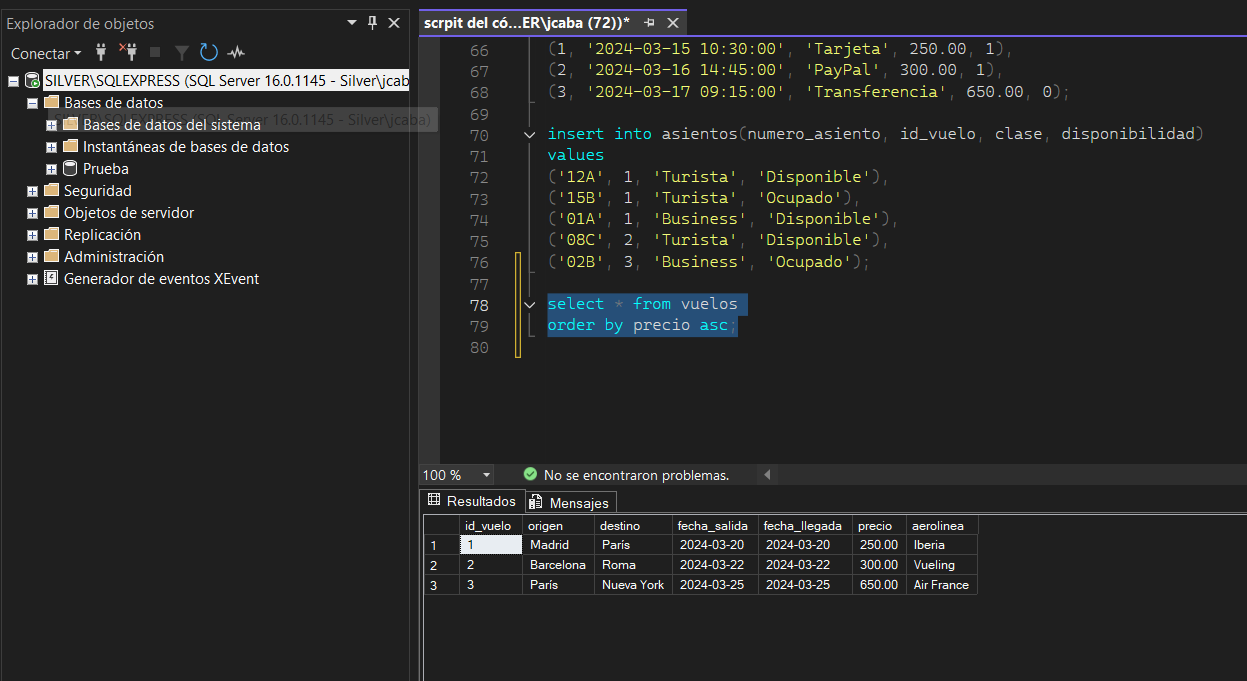 Explorador de objetos
Conectar
SILVER\SQLEXPRESS (SQL Server 16.0.1145 - Silver\jcab
Bases de datos
SILVER\SQLEXPRESS (SQL Server 16.0.1145 - Silver\jcaba)
Bases de datos del sistema
Instantáneas de bases de datos
Prueba
Seguridad
Objetos de servidor
Replicación
Administración
Generador de eventos XEvent
scrpit del có...ER\jcaba (72))*
66 (1, '2024-03-15 10:30:00', 'Tarjeta', 250.00, 1),
67 (2, '2024-03-16 14:45:00', 'PayPal', 300.00, 1),
68 (3, '2024-03-17 09:15:00', 'Transferencia', 650.00, 0);
69
70 insert into asientos(numero_asiento, id_vuelo, clase, disponibilidad)
71 values
72 ('12A', 1, 'Turista', 'Disponible'),
73 ('15B', 1, 'Turista', 'Ocupado'),
74 ('01A', 1, 'Business', 'Disponible'),
75 ('08C', 2, 'Turista', 'Disponible'),
76 ('02B', 3, 'Business', 'Ocupado');
77
78 select * from vuelos
79 order by precio asc;
80
100 % No se encontraron problemas.
Resultados Mensajes
id_vuelo origen destino fecha_salida fecha_llegada precio aerolinea
1 1 Madrid París 2024-03-20 2024-03-20 250.00 Iberia
2 2 Barcelona Roma 2024-03-22 2024-03-22 300.00 Vueling
3 3 París Nueva York 2024-03-25 2024-03-25 650.00 Air France